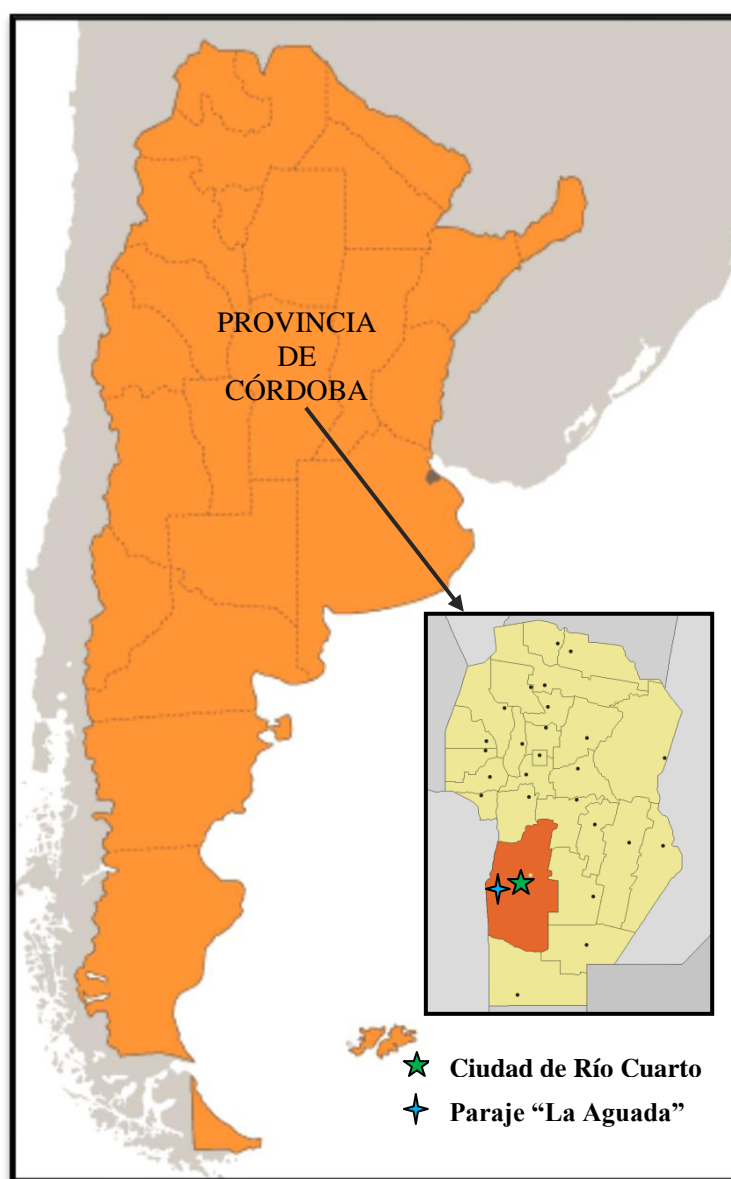 PROVINCIA
DE
CÓRDOBA
Ciudad de Río Cuarto
Paraje “La Aguada”